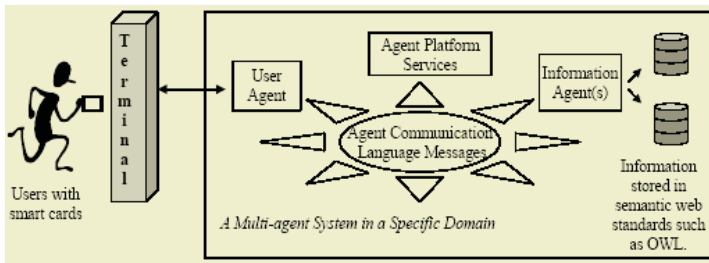 Terminal
Users with
smart cards
User
Agent
Agent Platform
Services
Information
Agent(s)
Agent Communication
Language Messages
Information
stored in
semantic web
standards such
as OWL.
A Multi-agent System in a Specific Domain